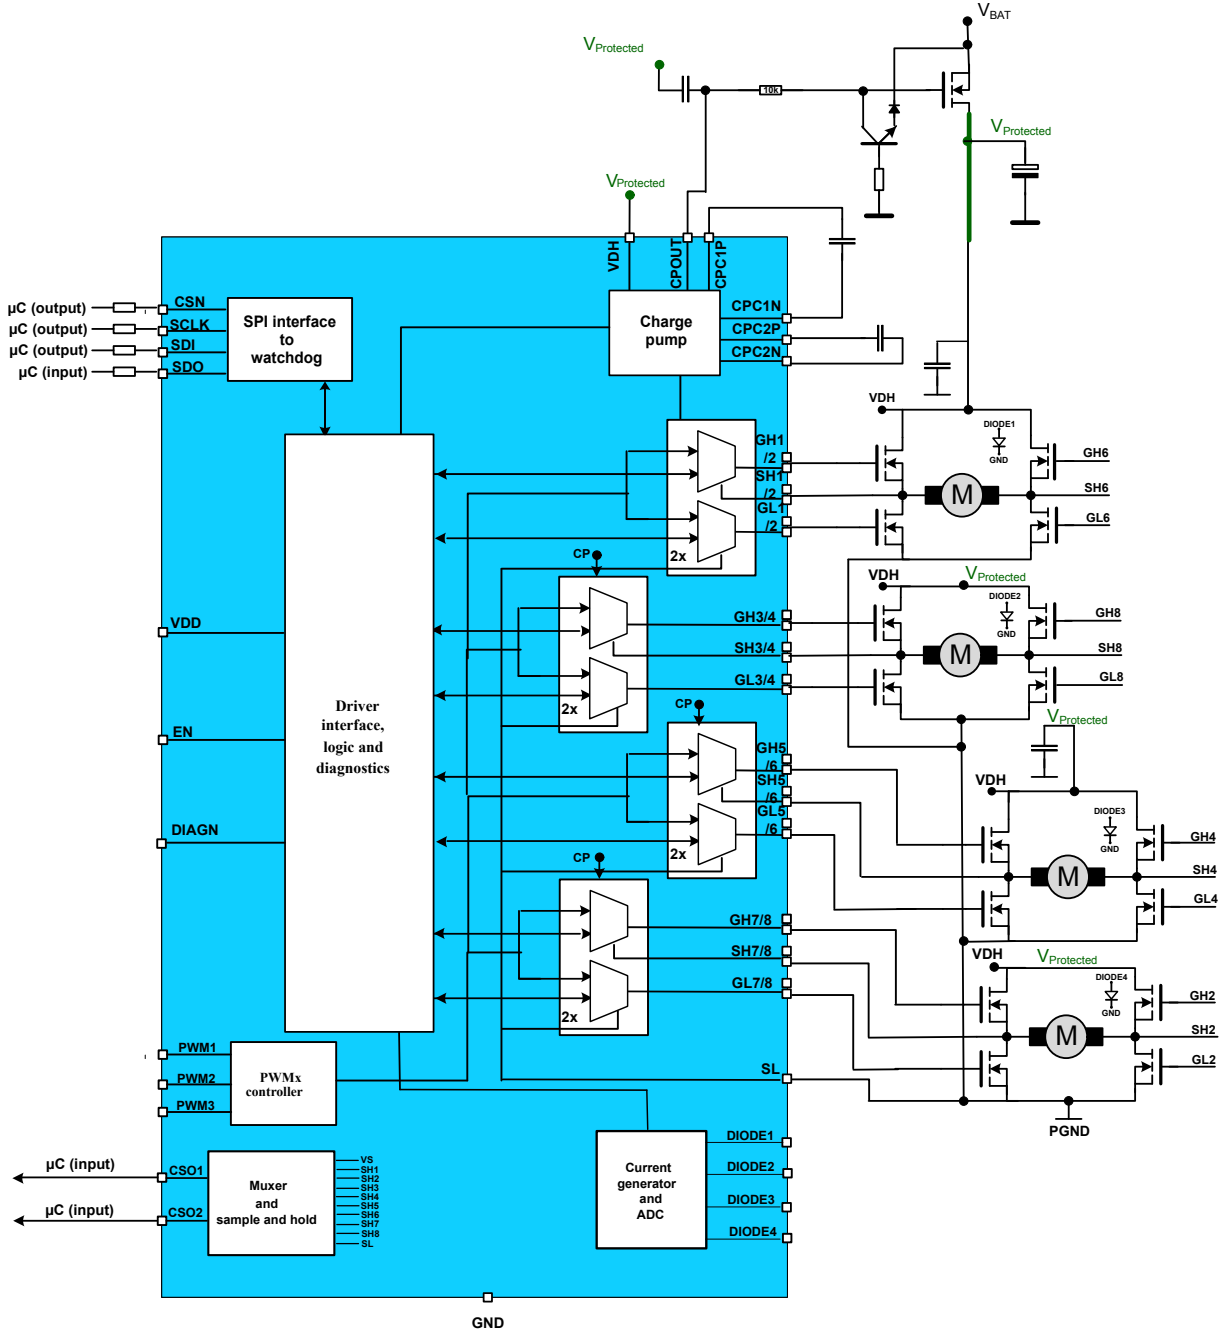 VBAT
VProtected
10k
VProtected
VProtected
VDH
CPOUT
CPC1P
µC (output)
CSN
µC (output)
SCLK
µC (output)
SDI
µC (input)
SDO
SPI interface
to
watchdog
Charge
pump
CPC1N
CPC2P
CPC2N
VDH
DIODE1
GND
GH1
/2
SH1
/2
GL1
/2
2x
M
GH6
SH6
GL6
CP
VDH
VProtected
DIODE2
GND
GH3/4
SH3/4
GL3/4
2x
M
GH8
SH8
GL8
VDD
EN
DIAGN
Driver
interface,
logic and
diagnostics
CP
VProtected
VDH
DIODE3
GND
GH5
/6
SH5
/6
GL5
/6
2x
M
GH4
SH4
GL4
CP
VDH
VProtected
DIODE4
GND
GH7/8
SH7/8
GL7/8
2x
M
GH2
SH2
GL2
PWM1
PWM2
PWM3
PWMx
controller
SL
PGND
µC (input)
CSO1
µC (input)
CSO2
Muxer
and
sample and hold
VS
SH1
SH2
SH3
SH4
SH5
SH6
SH7
SH8
SL
Current
generator
and
ADC
DIODE1
DIODE2
DIODE3
DIODE4
GND